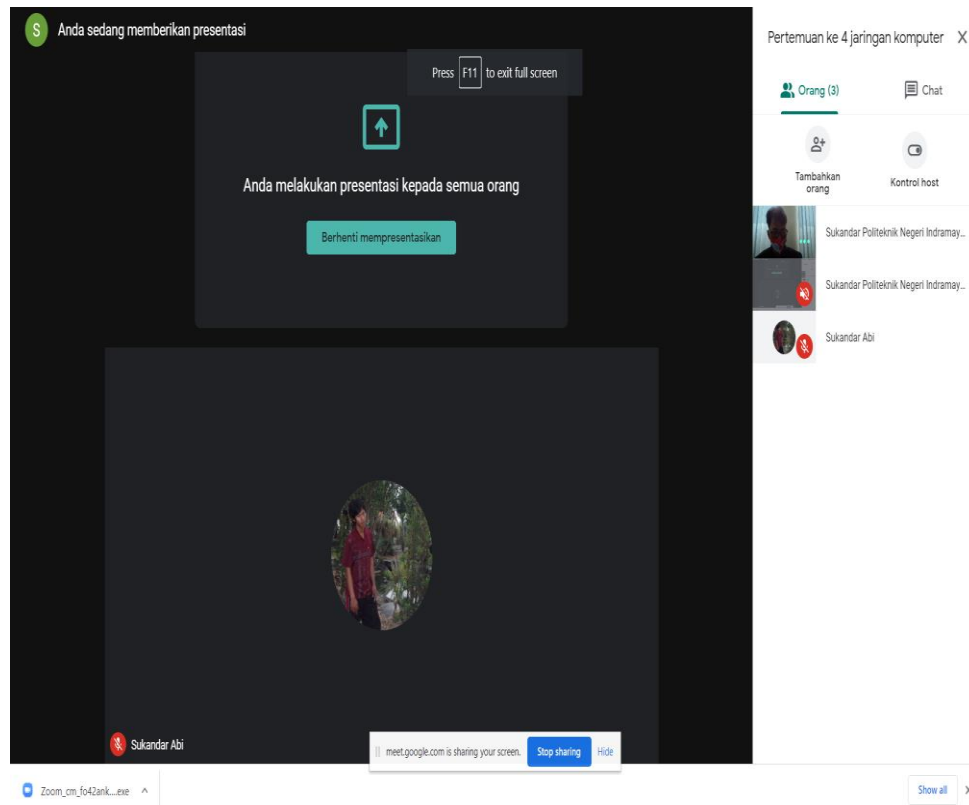 S
Anda sedang memberikan presentasi
Press F11 to exit full screen
Anda melakukan presentasi kepada semua orang
Berhenti mempresentasikan
Sukandar Abi
meet.google.com is sharing your screen. Stop sharing Hide
Pertemuan ke 4 jaringan komputer X
Orang (3) Chat
Tambahkan
orang
Kontrol host
Sukandar Politeknik Negeri Indramay...
Sukandar Politeknik Negeri Indramay...
Sukandar Abi
Zoom_cm_fo42ank....exe
Show all